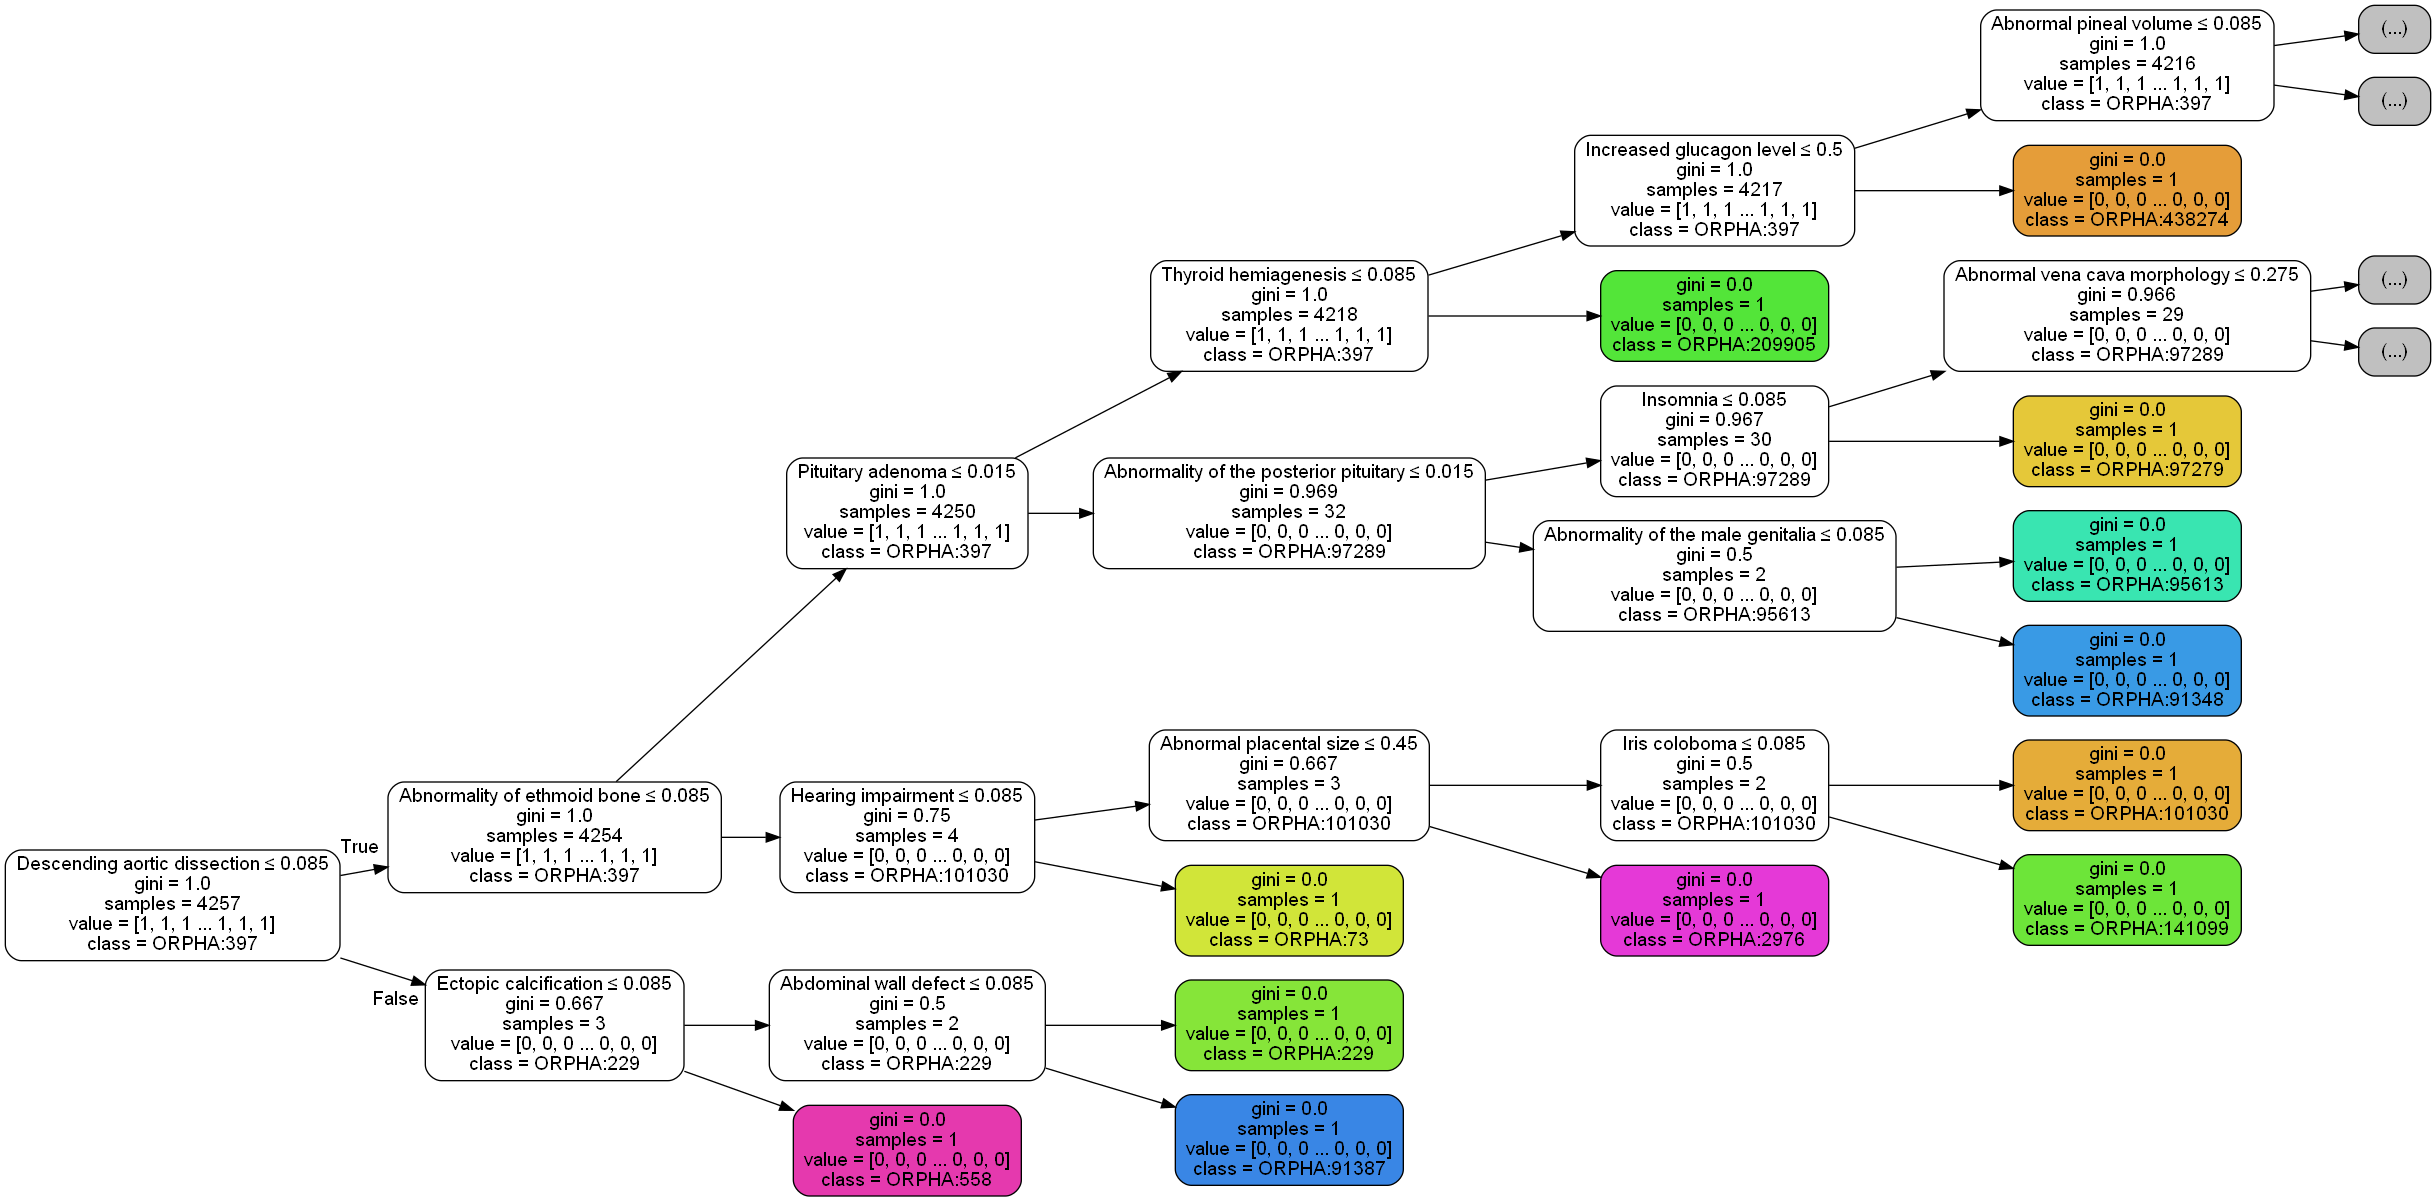 Abnormal pineal volume ≤ 0.085
gini = 1.0
samples = 4216
value = [1, 1, 1 ... 1, 1, 1]
class = ORPHA:397
(...)
(...)
Increased glucagon level ≤ 0.5
gini = 1.0
samples = 4217
value = [1, 1, 1 ... 1, 1, 1]
class = ORPHA:397
gini = 0.0
samples = 1
value = [0, 0, 0 ... 0, 0, 0]
class = ORPHA:438274
Thyroid hemiagenesis ≤ 0.085
gini = 1.0
samples = 4218
value = [1, 1, 1 ... 1, 1, 1]
class = ORPHA:397
gini = 0.0
samples = 1
value = [0, 0, 0 ... 0, 0, 0]
class = ORPHA:209905
Abnormal vena cava morphology ≤ 0.275
gini = 0.966
samples = 29
value = [0, 0, 0 ... 0, 0, 0]
class = ORPHA:97289
(...)
(...)
Insomnia ≤ 0.085
gini = 0.967
samples = 30
value = [0, 0, 0 ... 0, 0, 0]
class = ORPHA:97289
gini = 0.0
samples = 1
value = [0, 0, 0 ... 0, 0, 0]
class = ORPHA:97279
Pituitary adenoma ≤ 0.015
gini = 1.0
samples = 4250
value = [1, 1, 1 ... 1, 1, 1]
class = ORPHA:397
Abnormality of the posterior pituitary ≤ 0.015
gini = 0.969
samples = 32
value = [0, 0, 0 ... 0, 0, 0]
class = ORPHA:97289
Abnormality of the male genitalia ≤ 0.085
gini = 0.5
samples = 2
value = [0, 0, 0 ... 0, 0, 0]
class = ORPHA:95613
gini = 0.0
samples = 1
value = [0, 0, 0 ... 0, 0, 0]
class = ORPHA:95613
gini = 0.0
samples = 1
value = [0, 0, 0 ... 0, 0, 0]
class = ORPHA:91348
Descending aortic dissection ≤ 0.085
gini = 1.0
samples = 4257
value = [1, 1, 1 ... 1, 1, 1]
class = ORPHA:397
True
False
Abnormality of ethmoid bone ≤ 0.085
gini = 1.0
samples = 4254
value = [1, 1, 1 ... 1, 1, 1]
class = ORPHA:397
Hearing impairment ≤ 0.085
gini = 0.75
samples = 4
value = [0, 0, 0 ... 0, 0, 0]
class = ORPHA:101030
Abnormal placental size ≤ 0.45
gini = 0.667
samples = 3
value = [0, 0, 0 ... 0, 0, 0]
class = ORPHA:101030
Iris coloboma ≤ 0.085
gini = 0.5
samples = 2
value = [0, 0, 0 ... 0, 0, 0]
class = ORPHA:101030
gini = 0.0
samples = 1
value = [0, 0, 0 ... 0, 0, 0]
class = ORPHA:101030
gini = 0.0
samples = 1
value = [0, 0, 0 ... 0, 0, 0]
class = ORPHA:141099
gini = 0.0
samples = 1
value = [0, 0, 0 ... 0, 0, 0]
class = ORPHA:2976
gini = 0.0
samples = 1
value = [0, 0, 0 ... 0, 0, 0]
class = ORPHA:73
Ectopic calcification ≤ 0.085
gini = 0.667
samples = 3
value = [0, 0, 0 ... 0, 0, 0]
class = ORPHA:229
Abdominal wall defect ≤ 0.085
gini = 0.5
samples = 2
value = [0, 0, 0 ... 0, 0, 0]
class = ORPHA:229
gini = 0.0
samples = 1
value = [0, 0, 0 ... 0, 0, 0]
class = ORPHA:229
gini = 0.0
samples = 1
value = [0, 0, 0 ... 0, 0, 0]
class = ORPHA:91387
gini = 0.0
samples = 1
value = [0, 0, 0 ... 0, 0, 0]
class = ORPHA:558